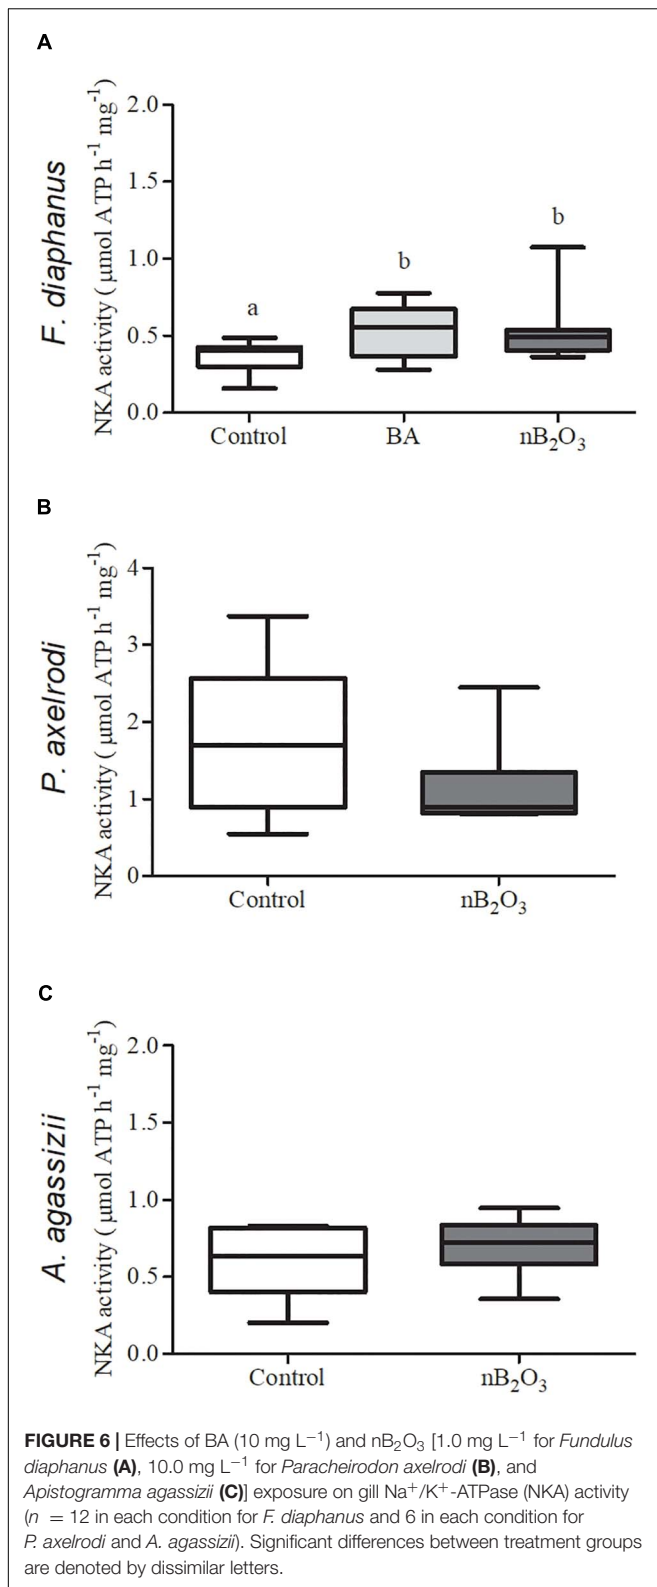 A
F. diaphanus
NKA activity ( µmol ATP h⁻¹ mg⁻¹)
2.0
1.5
1.0
0.5
0.0
a
b
b
Control BA nB₂O₃
B
P. axelrodi
NKA activity ( µmol ATP h⁻¹ mg⁻¹)
4
3
2
1
0
Control nB₂O₃
C
A. agassizii
NKA activity ( µmol ATP h⁻¹ mg⁻¹)
2.0
1.5
1.0
0.5
0.0
Control nB₂O₃
FIGURE 6 | Effects of BA (10 mg L⁻¹) and nB₂O₃ [1.0 mg L⁻¹ for Fundulus
diaphanus (A), 10.0 mg L⁻¹ for Paracheirodon axelrodi (B), and
Apistogramma agassizii (C)] exposure on gill Na⁺/K⁺-ATPase (NKA) activity
(n = 12 in each condition for F. diaphanus and 6 in each condition for
P. axelrodi and A. agassizii). Significant differences between treatment groups
are denoted by dissimilar letters.